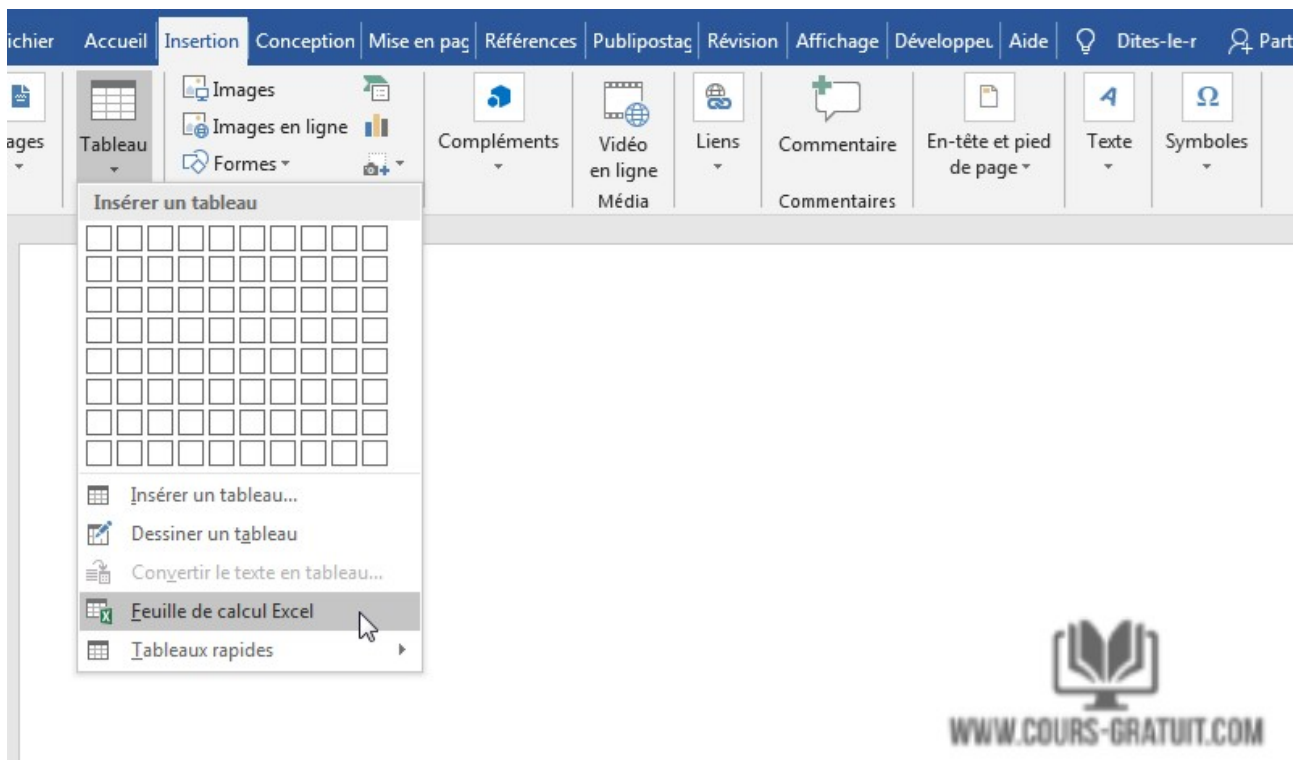 ichier Accueil Insertion Conception Mise en pag Références Publipostag Révision Affichage Développeu Aide Dites-le-r Part
Images
Images en ligne
Formes
ages Tableau Compléments Vidéo en ligne Liens Commentaire En-tête et pied de page Texte Symboles
Média Commentaires
Insérer un tableau
Insérer un tableau...
Dessiner un tableau
Convertir le texte en tableau...
Feuille de calcul Excel
Tableaux rapides
WWW.COURS-GRATUIT.COM